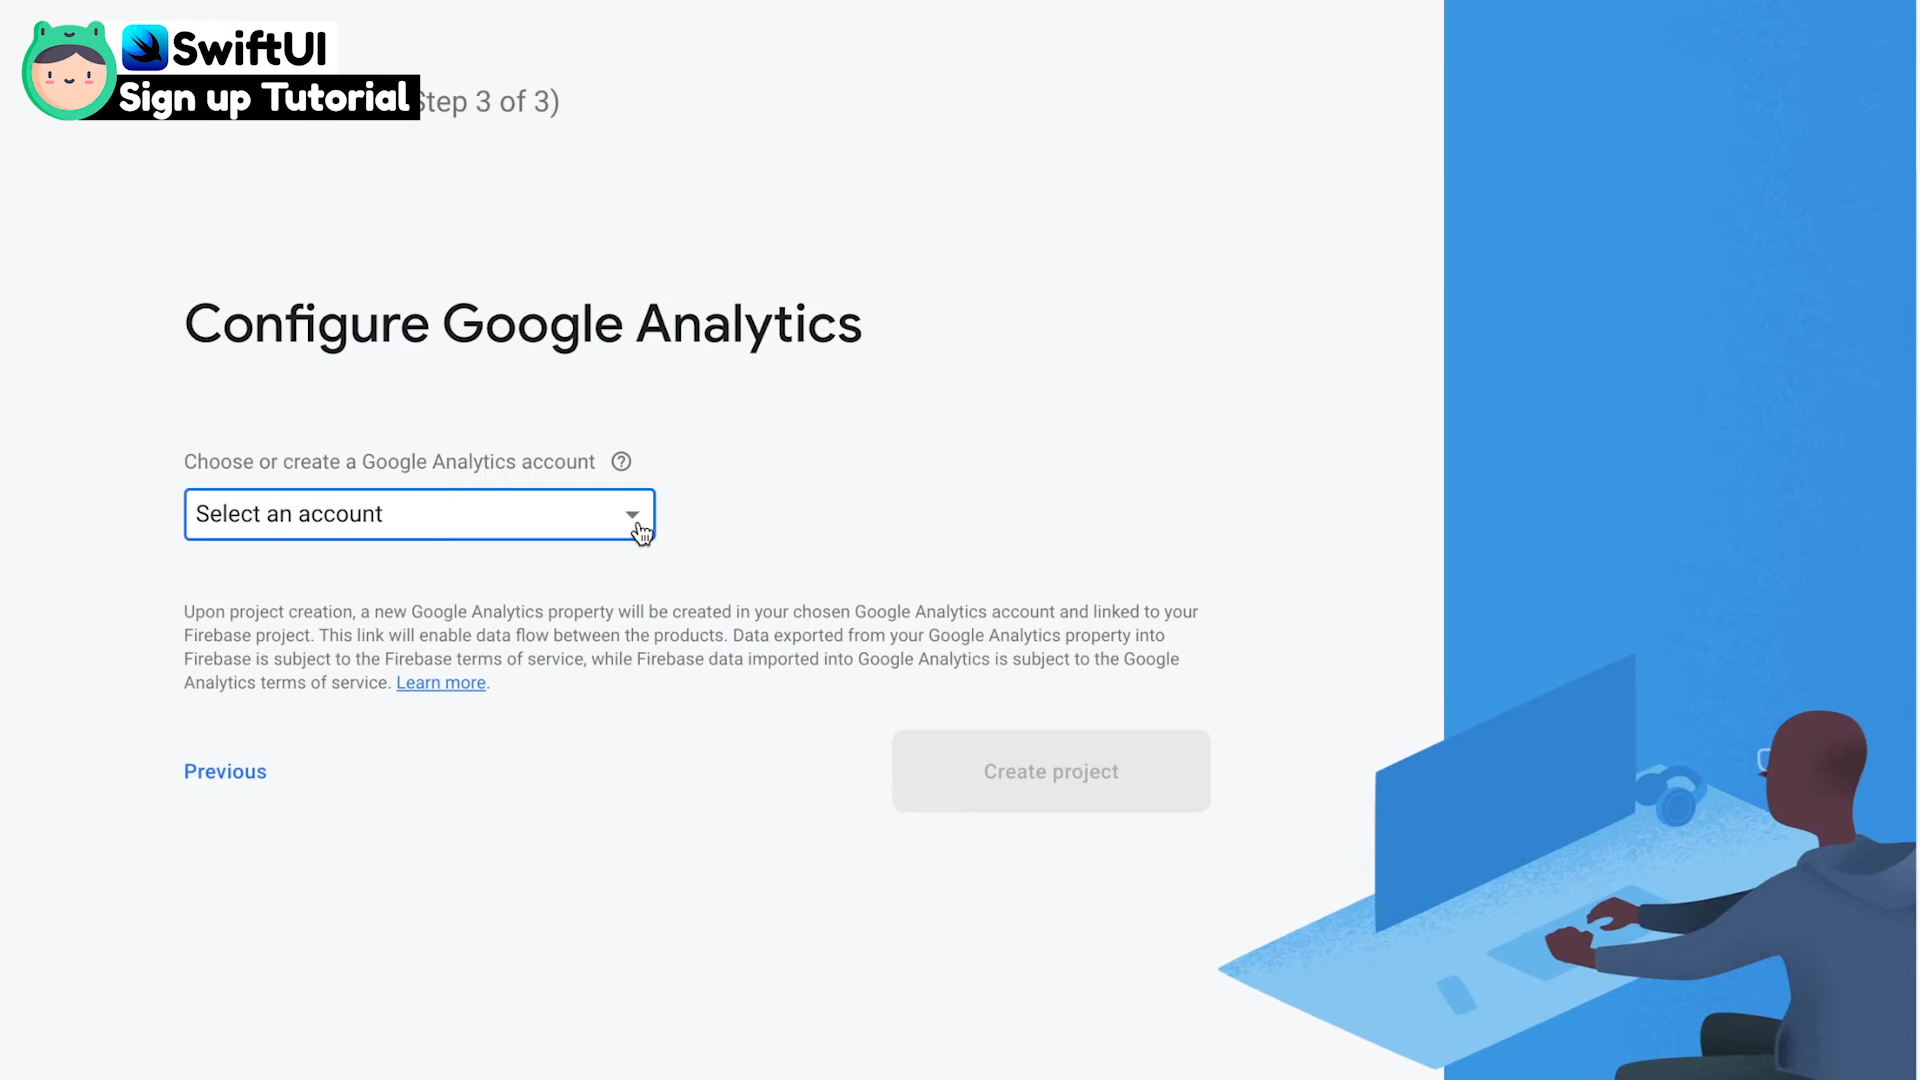 SwiftUI
Sign up Tutorial
Step 3 of 3)
Configure Google Analytics
Choose or create a Google Analytics account
Select an account
Upon project creation, a new Google Analytics property will be created in your chosen Google Analytics account and linked to your
Firebase project. This link will enable data flow between the products. Data exported from your Google Analytics property into
Firebase is subject to the Firebase terms of service, while Firebase data imported into Google Analytics is subject to the Google
Analytics terms of service. Learn more.
Previous
Create project